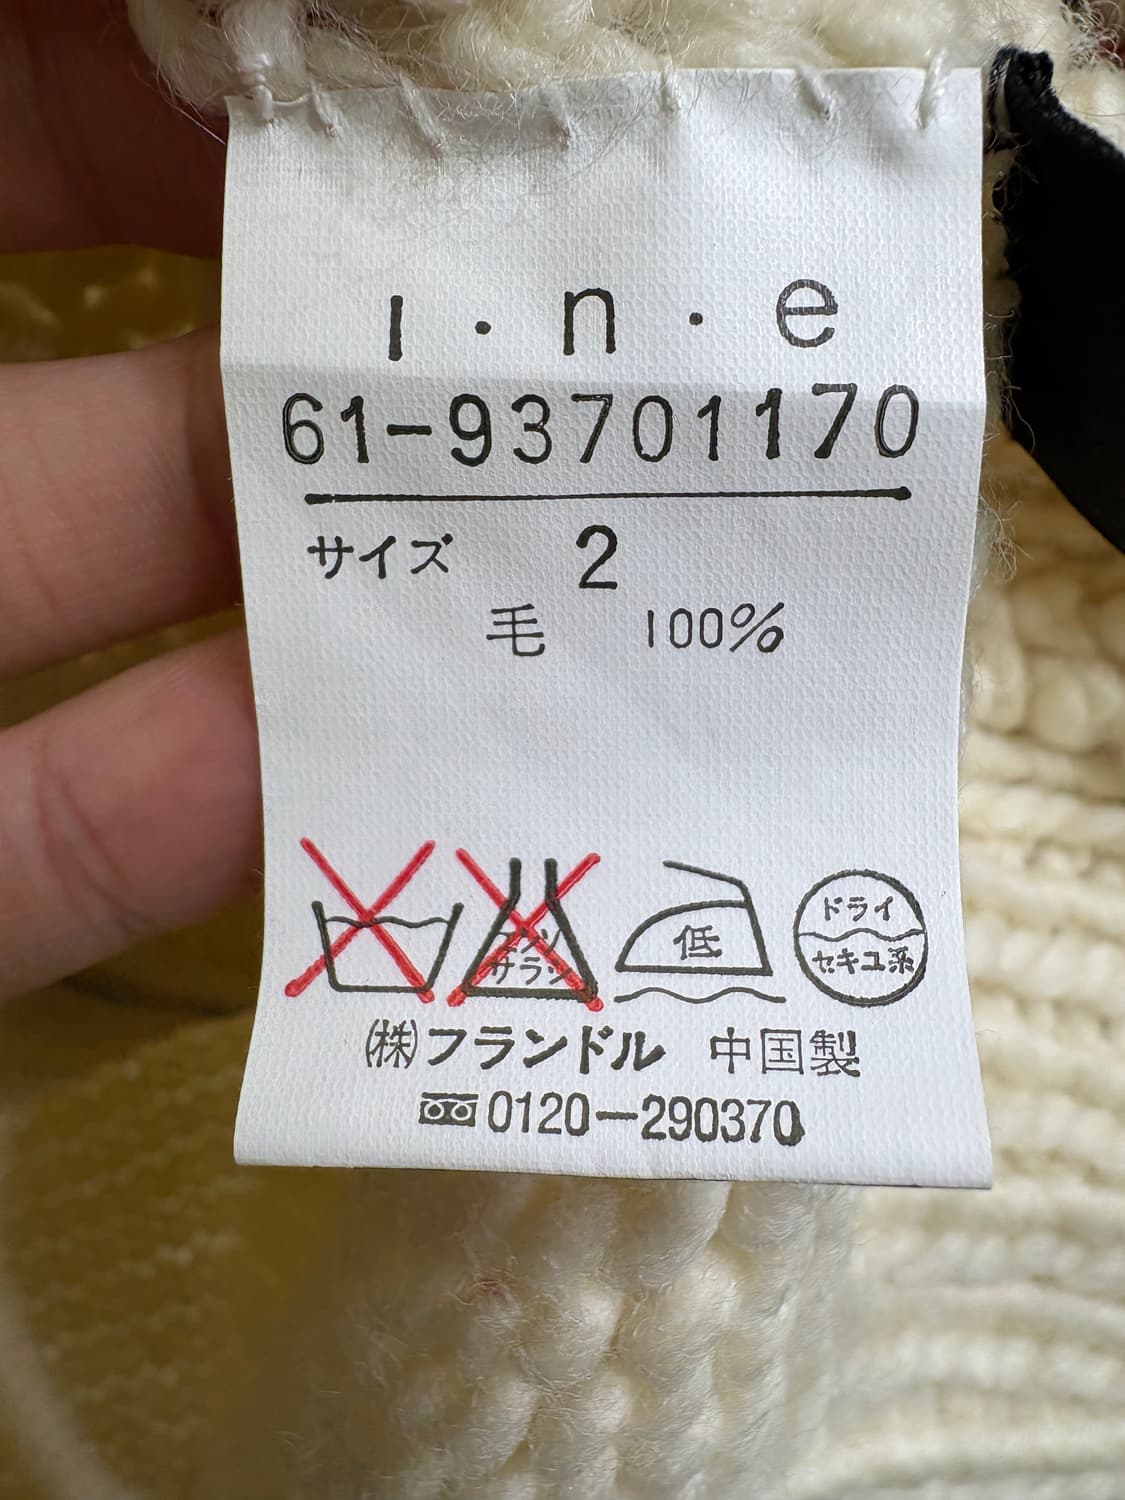 I・n・e
61-93701170
サイズ 2
毛 100%
エンソ
サラシ
低
ドライ
セキユ系
㈱フランドル 中国製
0120-290370